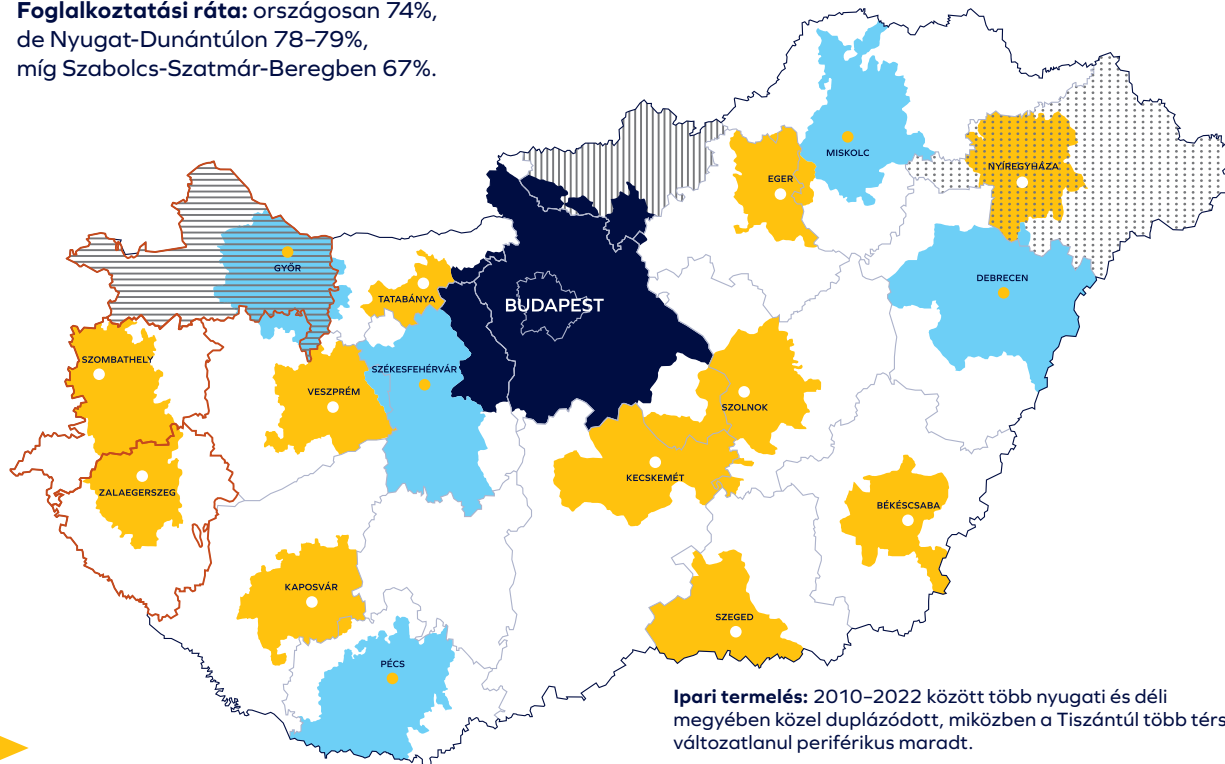 Foglalkoztatási ráta: országosan 74%,
de Nyugat-Dunántúlon 78–79%,
míg Szabolcs-Szatmár-Beregben 67%.
MISKOLC
NYÍREGYHÁZA
EGER
GYŐR
DEBRECEN
TATABÁNYA
BUDAPEST
SZOMBATHELY
SZÉKESFEHÉRVÁR
VESZPRÉM
SZOLNOK
KECSKEMÉT
ZALAEGERSZEG
BÉKÉSCSABA
KAPOSVÁR
SZEGED
PÉCS
Ipari termelés: 2010–2022 között több nyugati és déli
megyében közel duplázódott, miközben a Tiszántúl több térs
változatlanul periférikus maradt.